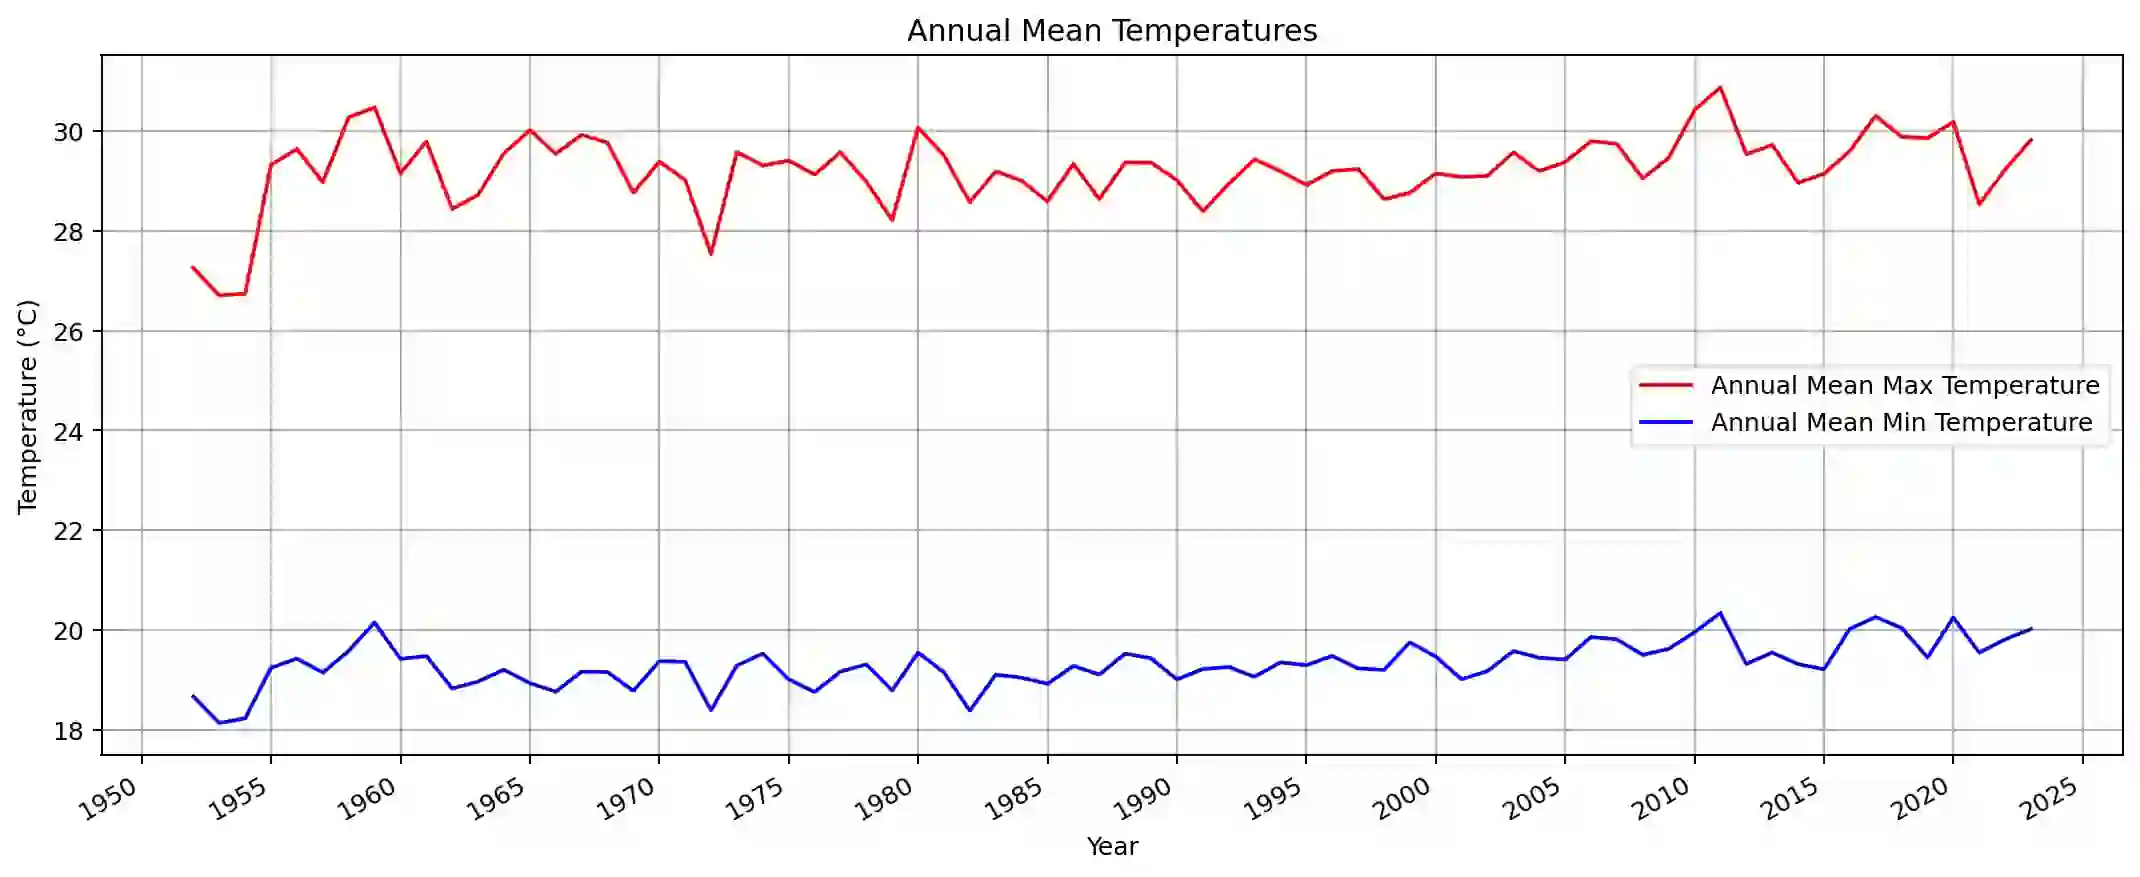 Annual Mean Temperatures
Temperature (°C)
30
28
26
24
22
20
18
Annual Mean Max Temperature
Annual Mean Min Temperature
1950 1955 1960 1965 1970 1975 1980 1985 1990 1995 2000 2005 2010 2015 2020 2025
Year